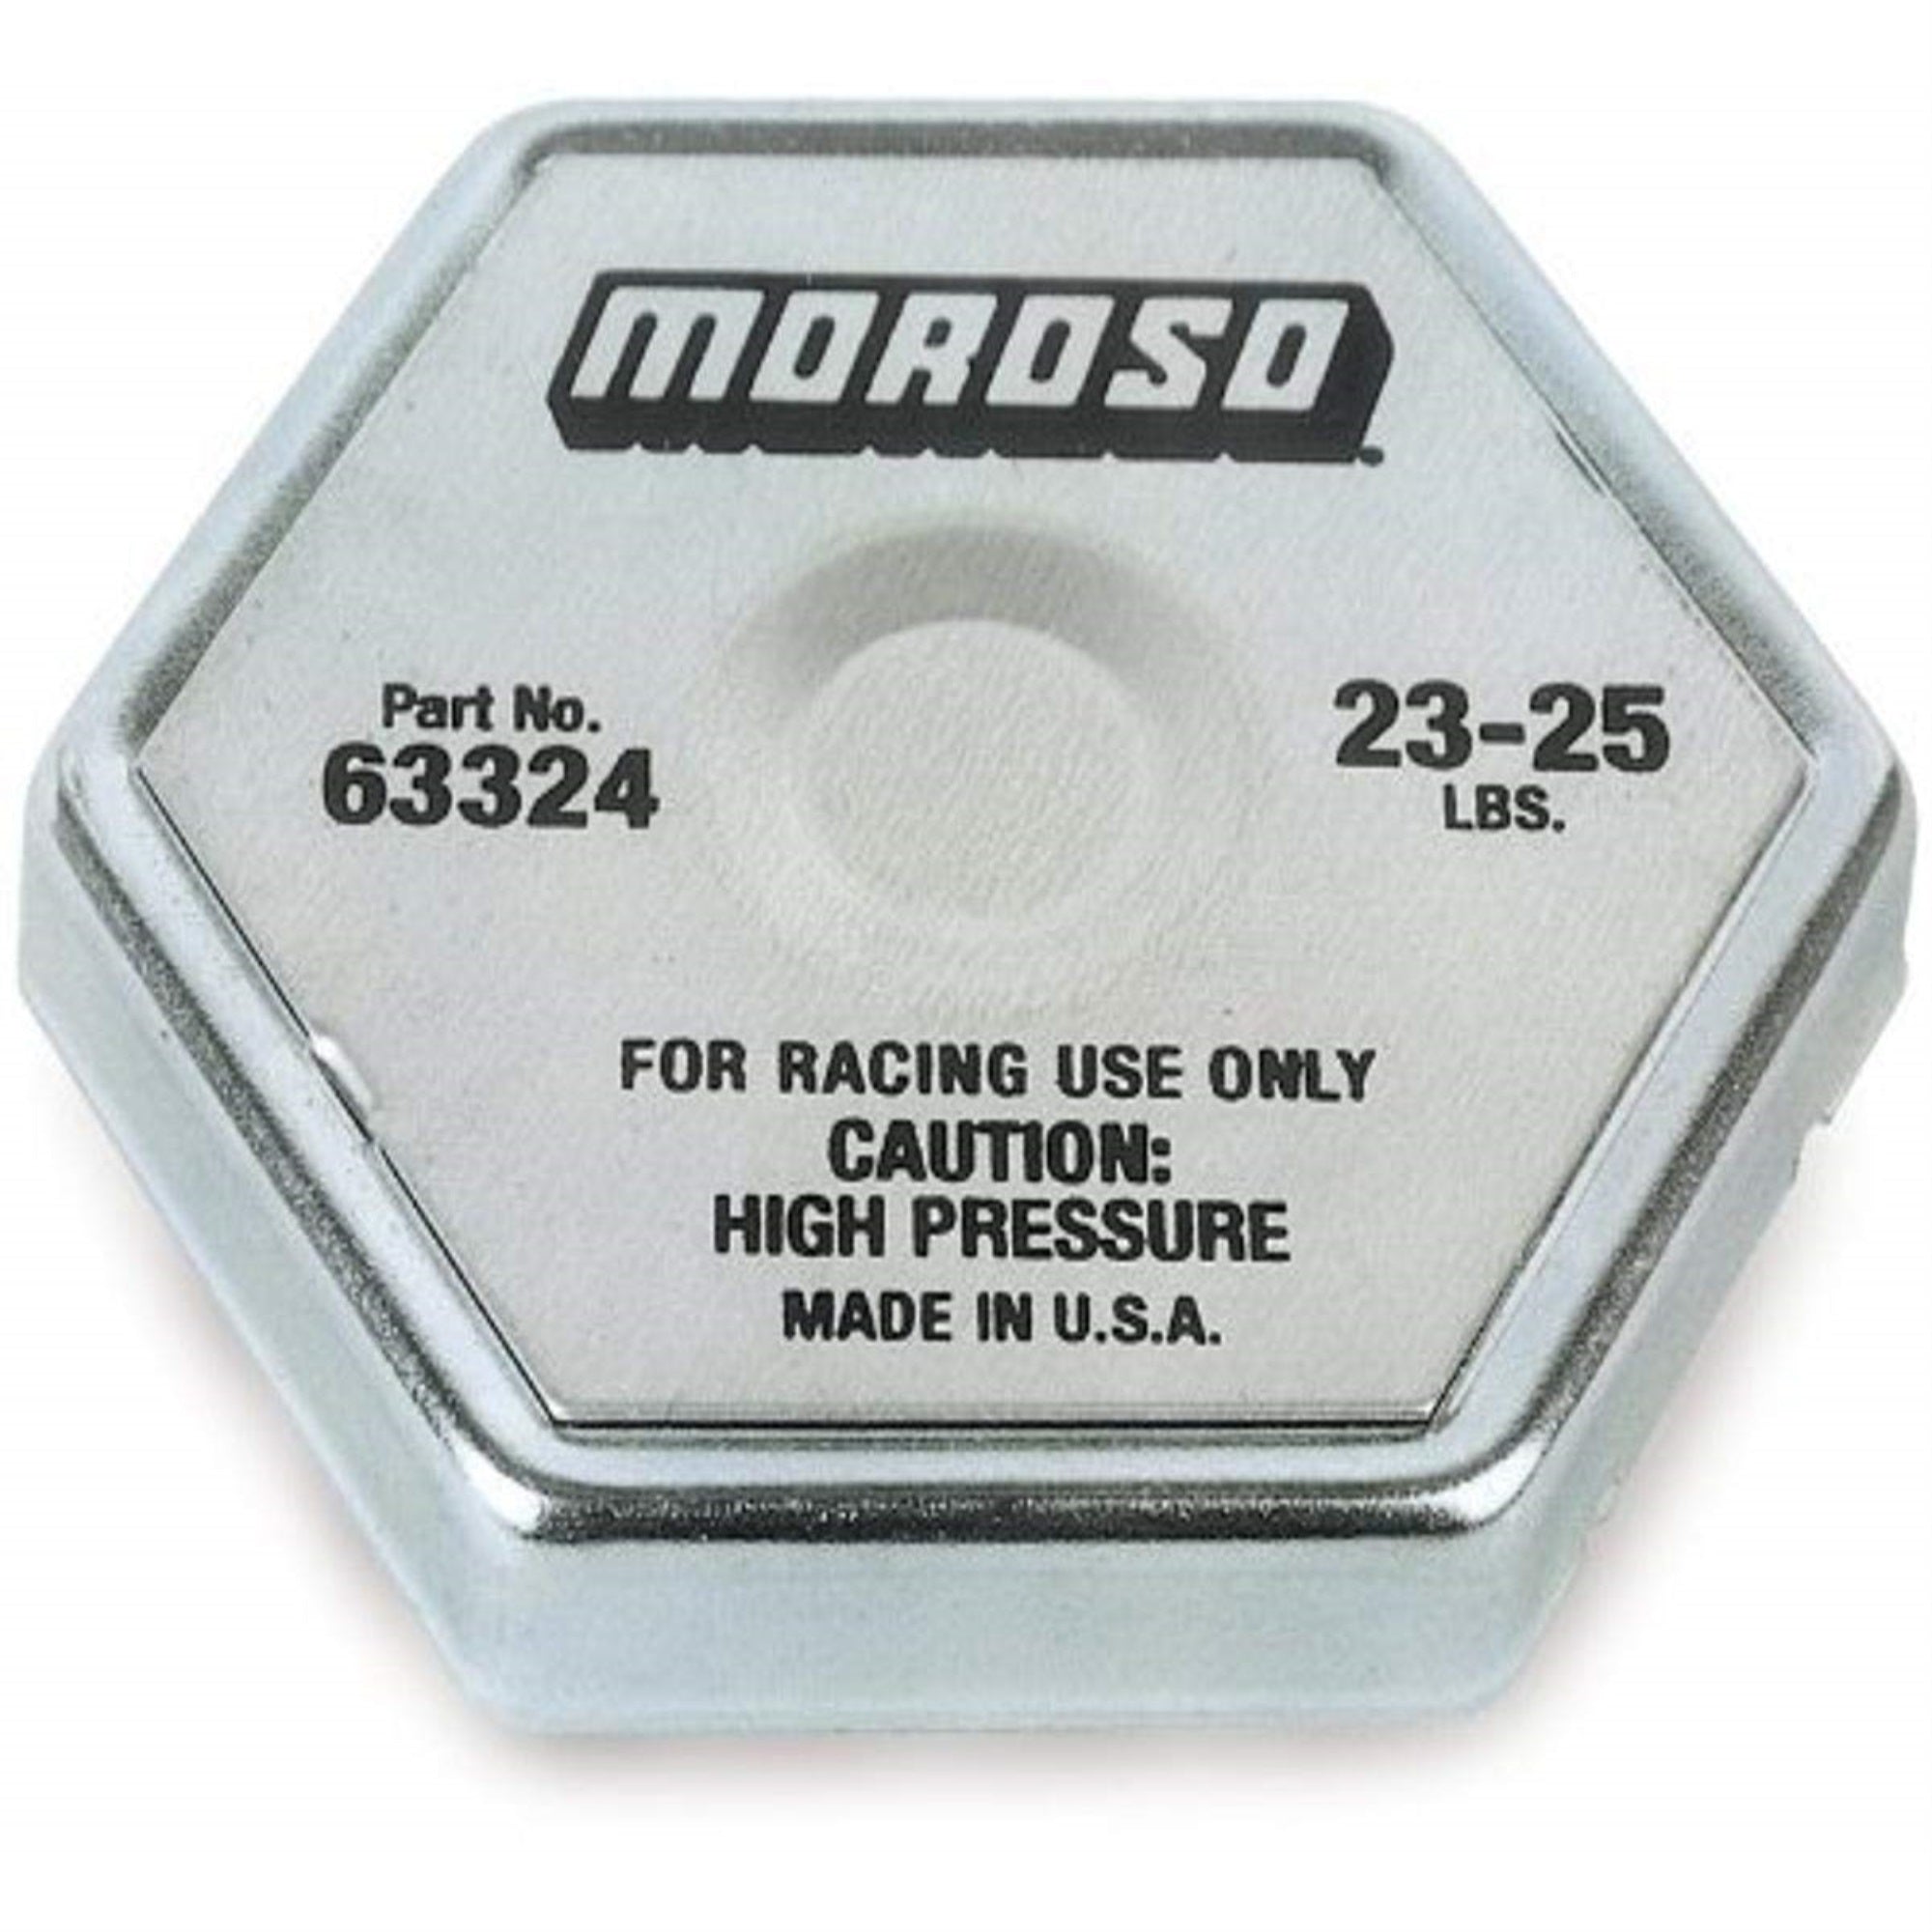 MOROSO
Part No.
63324
23-25
LBS.
FOR RACING USE ONLY
CAUTION:
HIGH PRESSURE
MADE IN U.S.A.